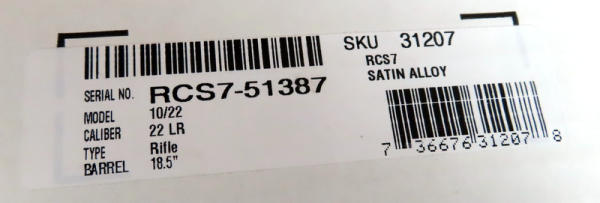 SKU 31207
RCS7
SATIN ALLOY
SERIAL NO. RCS7-51387
MODEL 10/22
CALIBER 22 LR
TYPE Rifle
BARREL 18.5"
7 36676 31207 8